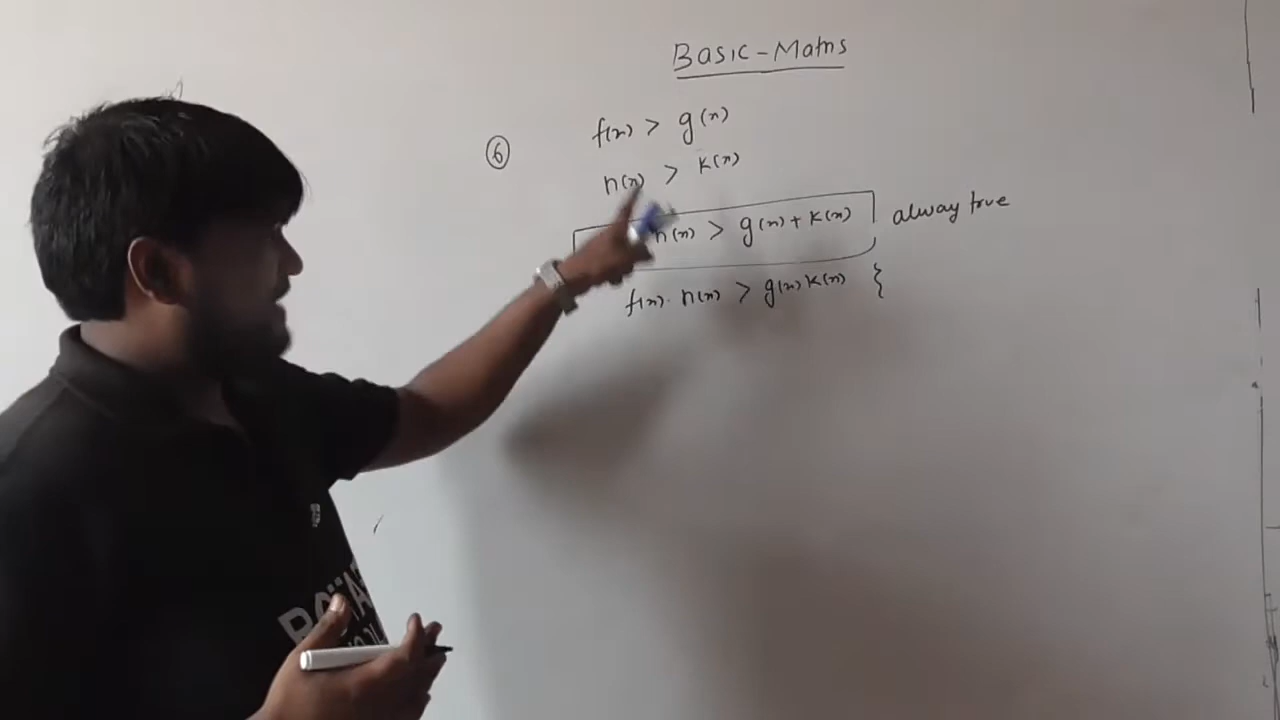 Basic-Maths
⑥
f(x) > g(x)
h(x) > k(x)
h(x) > g(x) + k(x) alway true
f(x) . h(x) > g(x) k(x) {